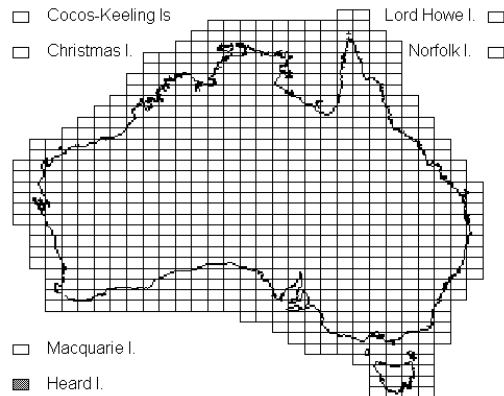 Cocos-Keeling Is
Lord Howe I.
Christmas I.
Norfolk I.
Macquarie I.
Heard I.